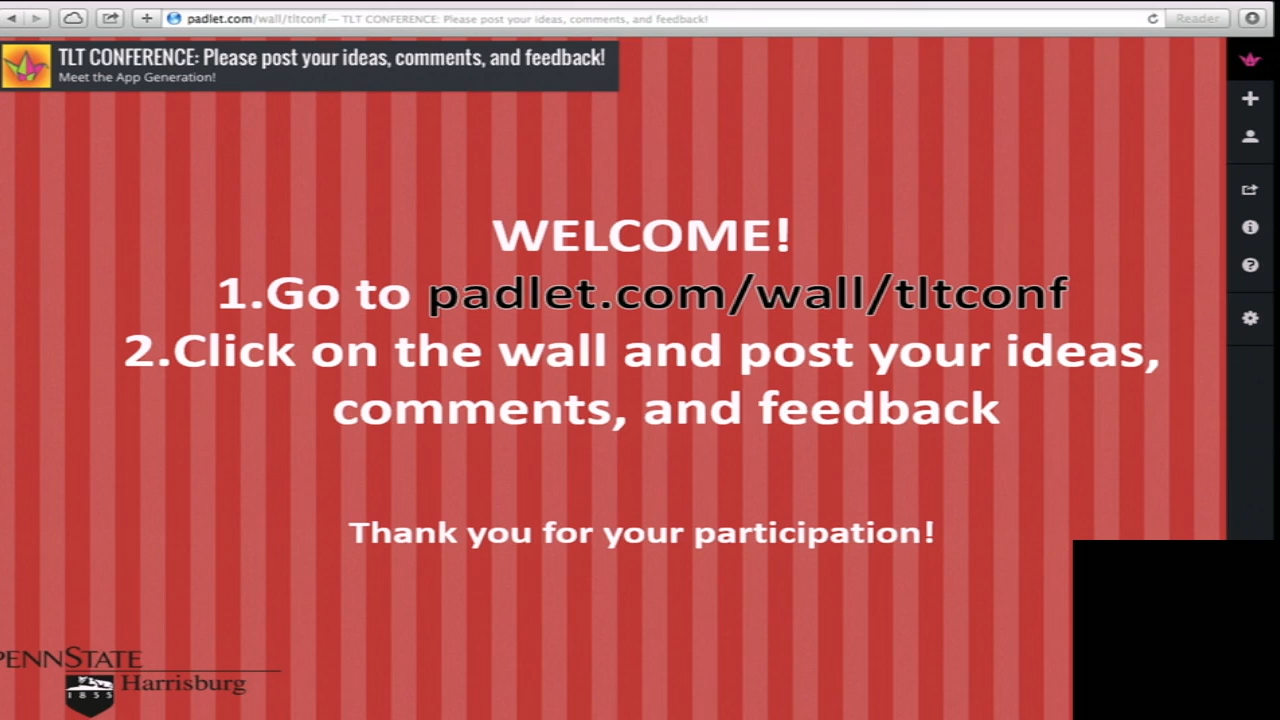 padlet.com/wall/tltconf — TLT CONFERENCE: Please post your ideas, comments, and feedback!
Reader
TLT CONFERENCE: Please post your ideas, comments, and feedback!
Meet the App Generation!
WELCOME!
1.Go to padlet.com/wall/tltconf
2.Click on the wall and post your ideas,
comments, and feedback
Thank you for your participation!
PENNSTATE
Harrisburg
1855